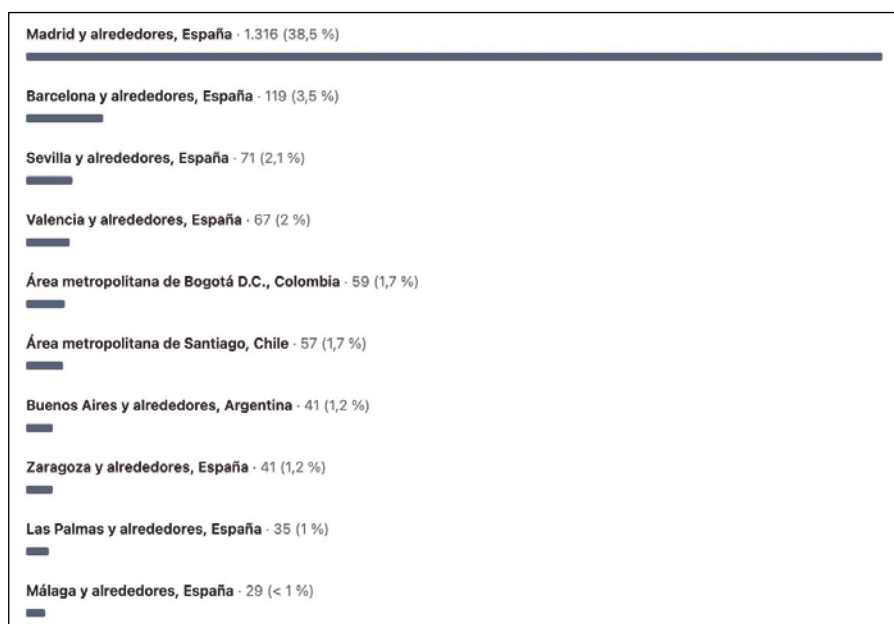 Madrid y alrededores, España · 1.316 (38,5 %)
Barcelona y alrededores, España · 119 (3,5 %)
Sevilla y alrededores, España · 71 (2,1 %)
Valencia y alrededores, España · 67 (2 %)
Área metropolitana de Bogotá D.C., Colombia · 59 (1,7 %)
Área metropolitana de Santiago, Chile · 57 (1,7 %)
Buenos Aires y alrededores, Argentina · 41 (1,2 %)
Zaragoza y alrededores, España · 41 (1,2 %)
Las Palmas y alrededores, España · 35 (1 %)
Málaga y alrededores, España · 29 (< 1 %)